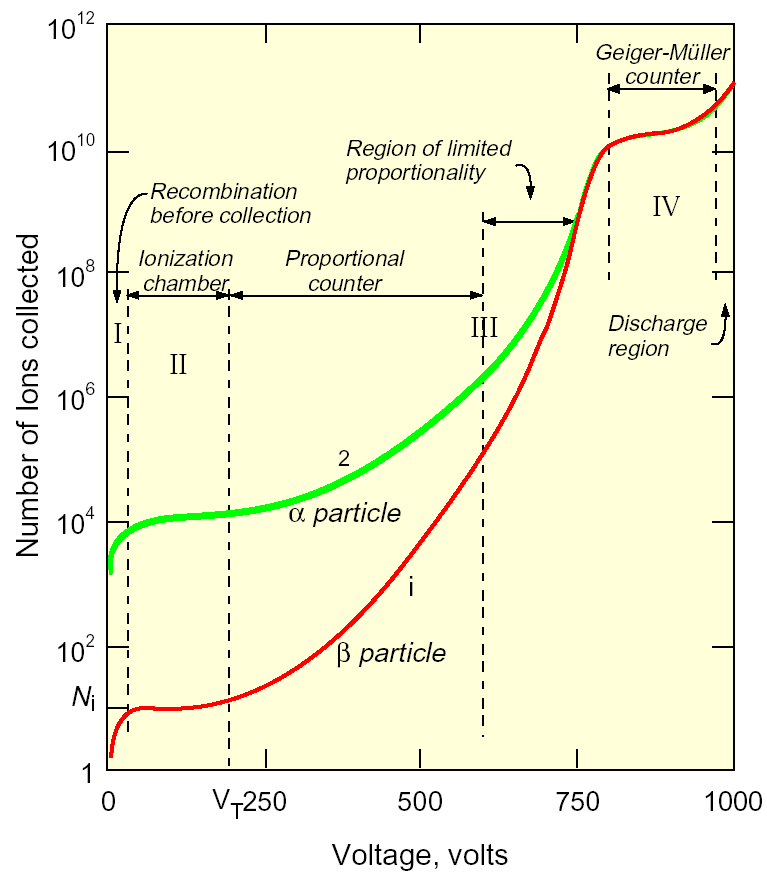 10¹²
10¹⁰
10⁸
10⁶
10⁴
10²
Nᵢ
1
Number of Ions collected
Geiger-Müller
counter
Region of limited
proportionality
Recombination
before collection
Ionization
chamber
Proportional
counter
I
II
III
IV
Discharge
region
2
α particle
i
β particle
0
V_T
250
500
750
1000
Voltage, volts